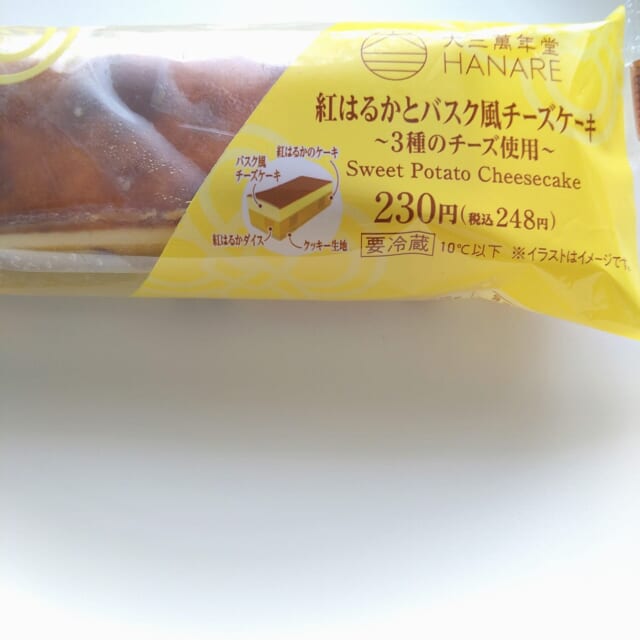 大三萬年堂
HANARE
紅はるかとバスク風チーズケーキ
～3種のチーズ使用～
Sweet Potato Cheesecake
紅はるかのケーキ
バスク風
チーズケーキ
紅はるかダイス
クッキー生地
230円(税込248円)
要冷蔵 10℃以下 ※イラストはイメージです。